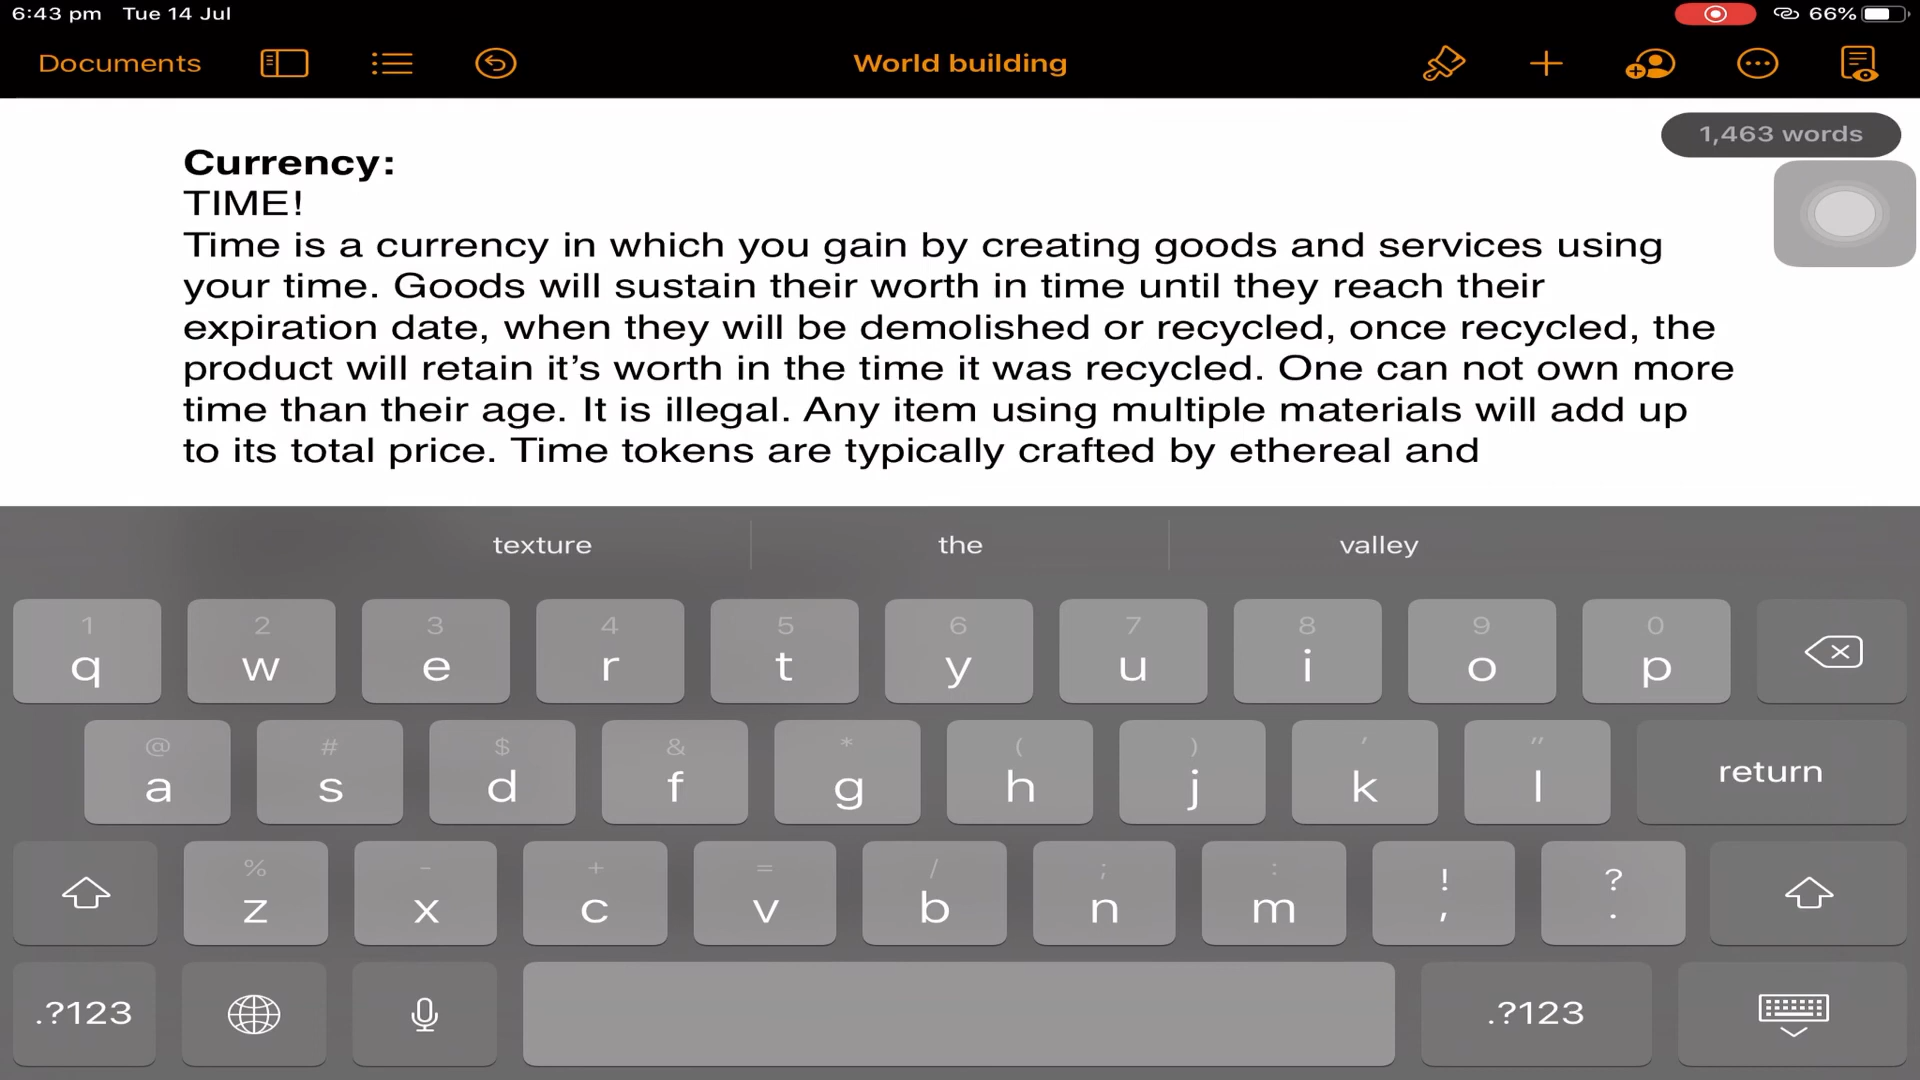 6:43 pm Tue 14 Jul 66%
Documents World building
1,463 words
Currency:
TIME!
Time is a currency in which you gain by creating goods and services using
your time. Goods will sustain their worth in time until they reach their
expiration date, when they will be demolished or recycled, once recycled, the
product will retain it’s worth in the time it was recycled. One can not own more
time than their age. It is illegal. Any item using multiple materials will add up
to its total price. Time tokens are typically crafted by ethereal and
texture the valley
1 2 3 4 5 6 7 8 9 0
q w e r t y u i o p
@ # $ & * ( ) ' "
a s d f g h j k l return
% - + = / ; : ! ?
z x c v b n m , .
.?123 .?123